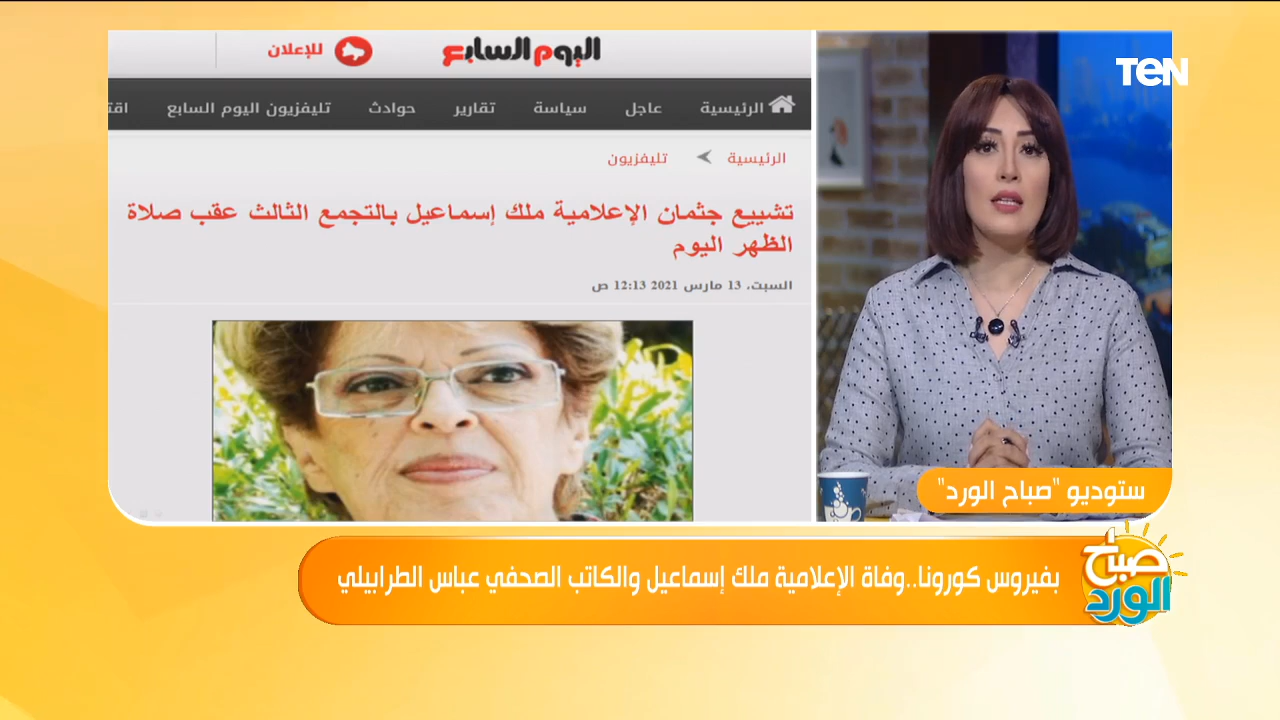 TEN
اليوم السابع
للإعلان
الرئيسية عاجل سياسة تقارير حوادث تليفزيون اليوم السابع اقتـ
الرئيسية تليفزيون
تشييع جثمان الإعلامية ملك إسماعيل بالتجمع الثالث عقب صلاة
الظهر اليوم
السبت، 13 مارس 2021 12:13 ص
ستوديو "صباح الورد"
صباح
الورد
بفيروس كورونا..وفاة الإعلامية ملك إسماعيل والكاتب الصحفي عباس الطرابيلي